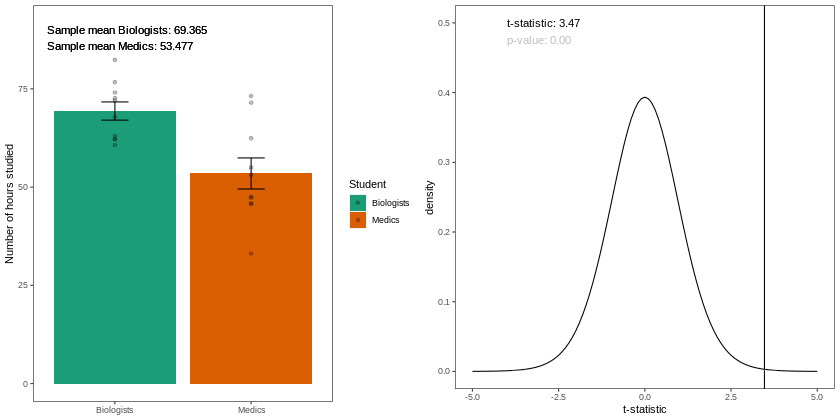 Sample mean Biologists: 69.365
Sample mean Medics: 53.477
Number of hours studied
75
50
25
0
Biologists
Medics
Student
Biologists
Medics
t-statistic: 3.47
p-value: 0.00
density
0.5
0.4
0.3
0.2
0.1
0.0
-5.0
-2.5
0.0
2.5
5.0
t-statistic